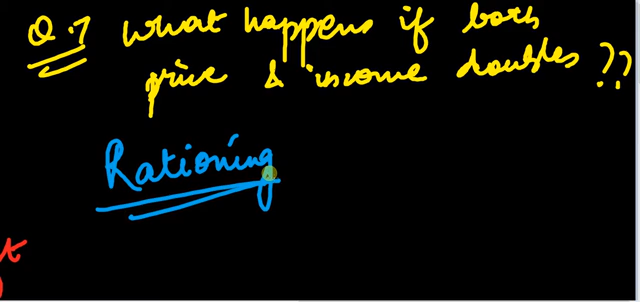 Q.7 What happens if both
price & income doubles ??
Rationing